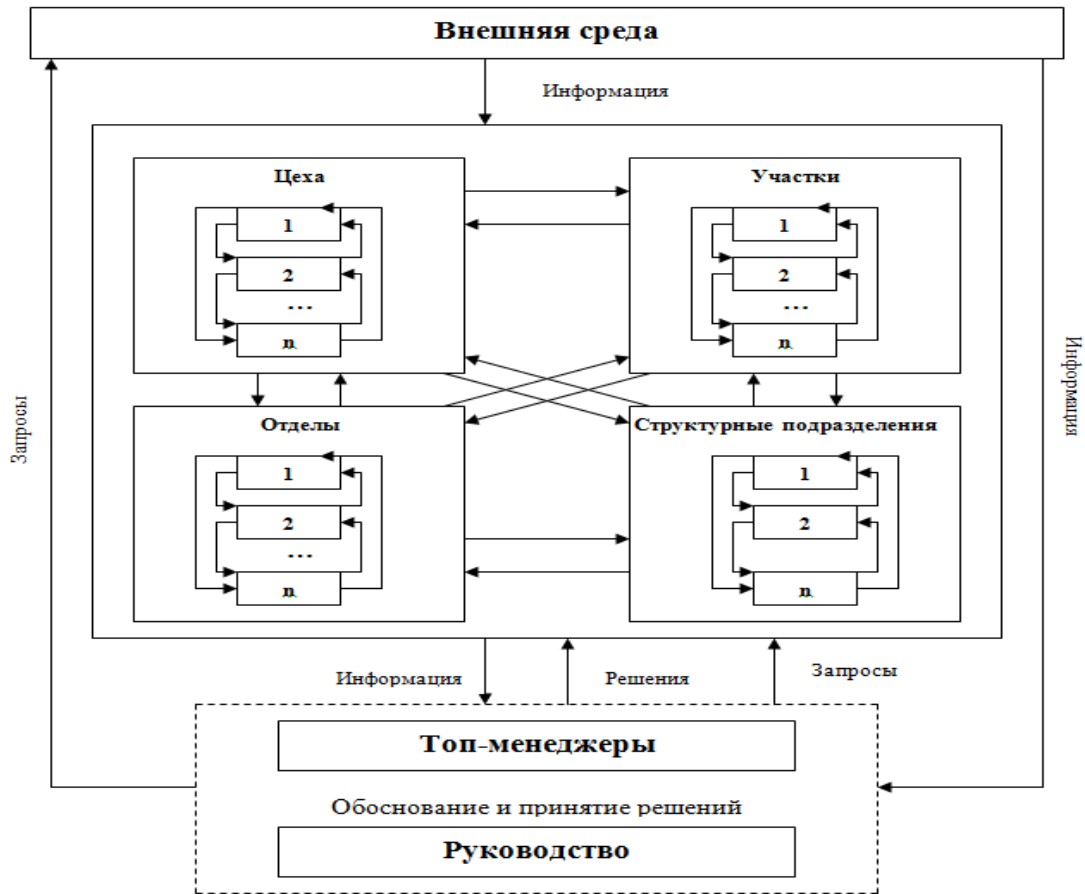 Внешняя среда
Информация
Цеха
1
2
...
n
Участки
1
2
...
n
Запросы
Информация
Отделы
1
2
...
n
Структурные подразделения
1
2
n
Информация
Решения
Запросы
Топ-менеджеры
Обоснование и принятие решений
Руководство